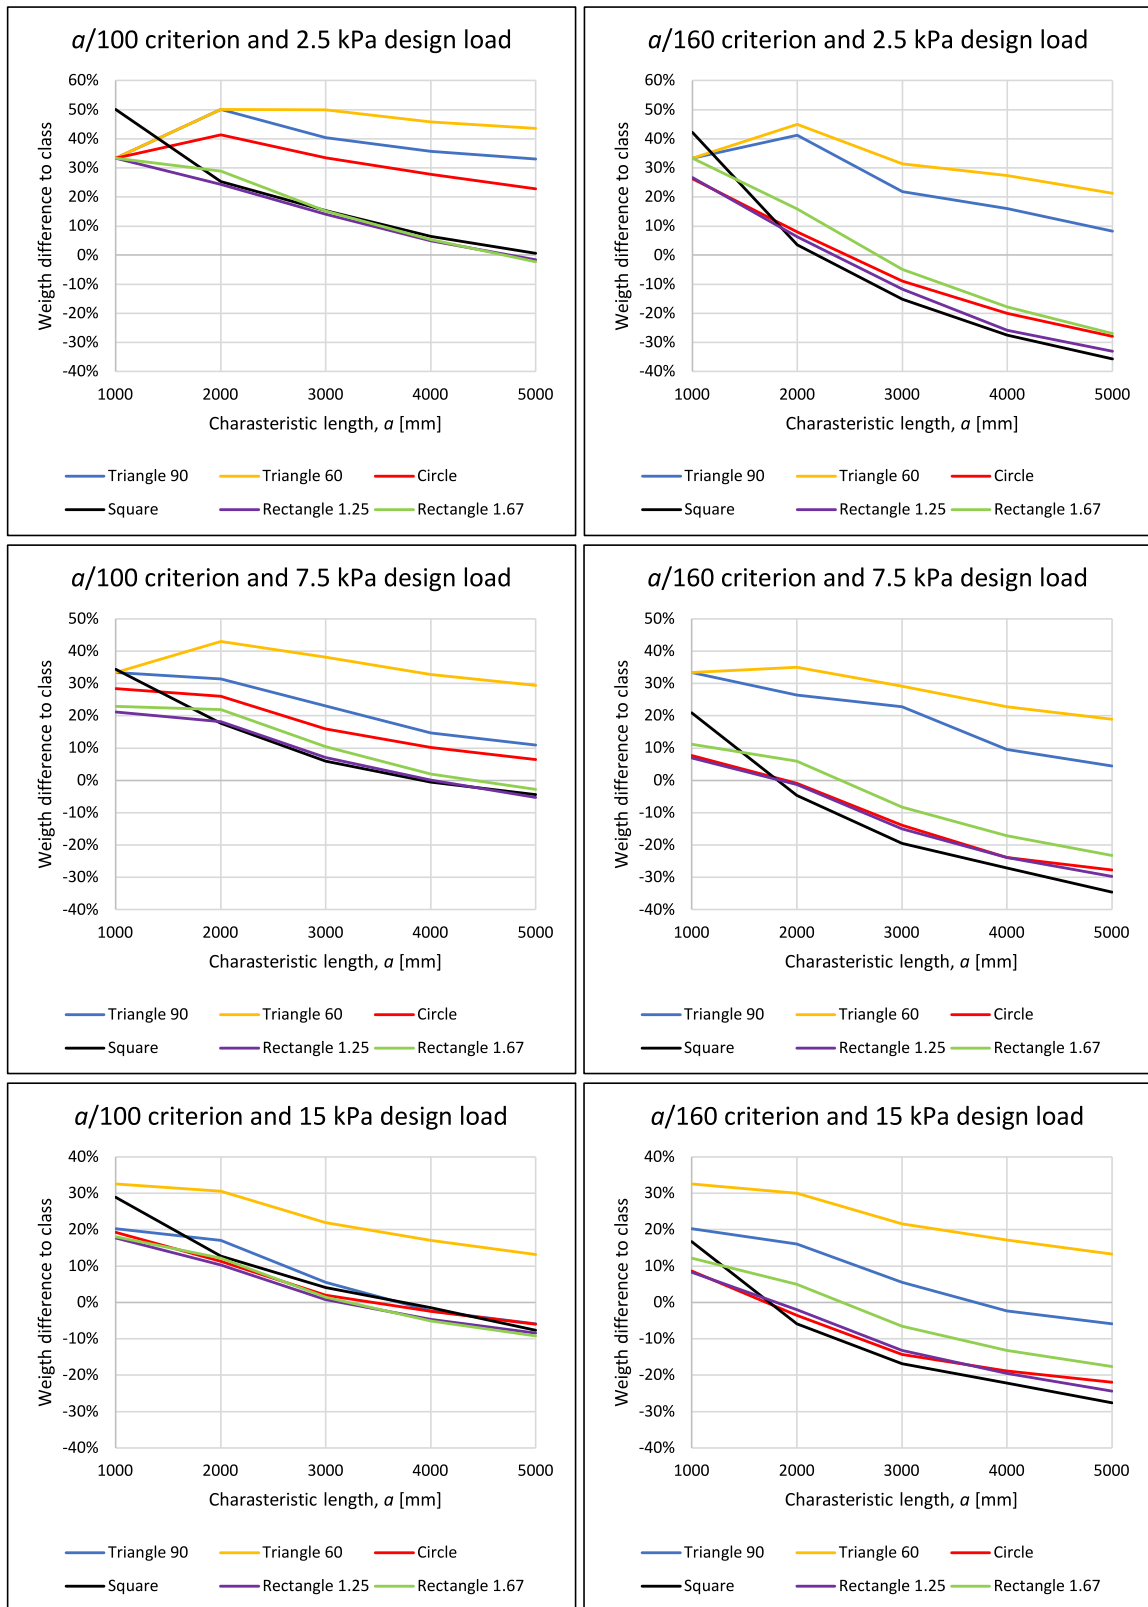 a/100 criterion and 2.5 kPa design load
60%
50%
40%
30%
20%
10%
0%
-10%
-20%
-30%
-40%
Weigth difference to class
1000 2000 3000 4000 5000
Charasteristic length, a [mm]
Triangle 90 Triangle 60 Circle
Square Rectangle 1.25 Rectangle 1.67
a/160 criterion and 2.5 kPa design load
60%
50%
40%
30%
20%
10%
0%
-10%
-20%
-30%
-40%
Weigth difference to class
1000 2000 3000 4000 5000
Charasteristic length, a [mm]
Triangle 90 Triangle 60 Circle
Square Rectangle 1.25 Rectangle 1.67
a/100 criterion and 7.5 kPa design load
50%
40%
30%
20%
10%
0%
-10%
-20%
-30%
-40%
Weigth difference to class
1000 2000 3000 4000 5000
Charasteristic length, a [mm]
Triangle 90 Triangle 60 Circle
Square Rectangle 1.25 Rectangle 1.67
a/160 criterion and 7.5 kPa design load
50%
40%
30%
20%
10%
0%
-10%
-20%
-30%
-40%
Weigth difference to class
1000 2000 3000 4000 5000
Charasteristic length, a [mm]
Triangle 90 Triangle 60 Circle
Square Rectangle 1.25 Rectangle 1.67
a/100 criterion and 15 kPa design load
40%
30%
20%
10%
0%
-10%
-20%
-30%
-40%
Weigth difference to class
1000 2000 3000 4000 5000
Charasteristic length, a [mm]
Triangle 90 Triangle 60 Circle
Square Rectangle 1.25 Rectangle 1.67
a/160 criterion and 15 kPa design load
40%
30%
20%
10%
0%
-10%
-20%
-30%
-40%
Weigth difference to class
1000 2000 3000 4000 5000
Charasteristic length, a [mm]
Triangle 90 Triangle 60 Circle
Square Rectangle 1.25 Rectangle 1.67